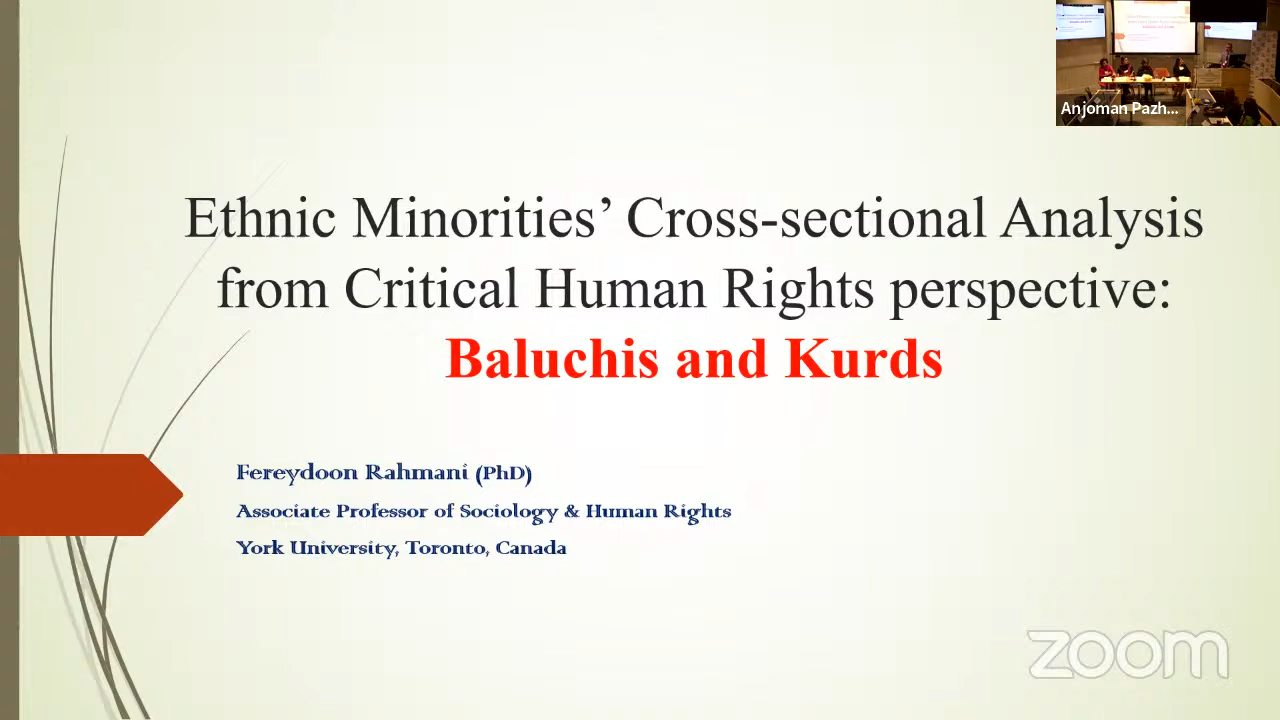 Anjoman Pazh...
Ethnic Minorities’ Cross-sectional Analysis
from Critical Human Rights perspective:
Baluchis and Kurds
Fereydoon Rahmani (PhD)
Associate Professor of Sociology & Human Rights
York University, Toronto, Canada
zoom